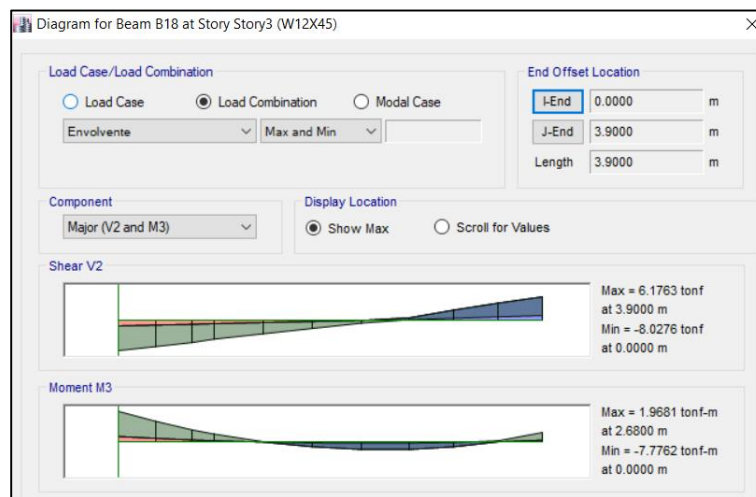 Diagram for Beam B18 at Story Story3 (W12X45)
Load Case/Load Combination
Load Case Load Combination Modal Case
Envolvente Max and Min
End Offset Location
I-End 0.0000 m
J-End 3.9000 m
Length 3.9000 m
Component
Major (V2 and M3)
Display Location
Show Max Scroll for Values
Shear V2
Max = 6.1763 tonf
at 3.9000 m
Min = -8.0276 tonf
at 0.0000 m
Moment M3
Max = 1.9681 tonf-m
at 2.6800 m
Min = -7.7762 tonf-m
at 0.0000 m